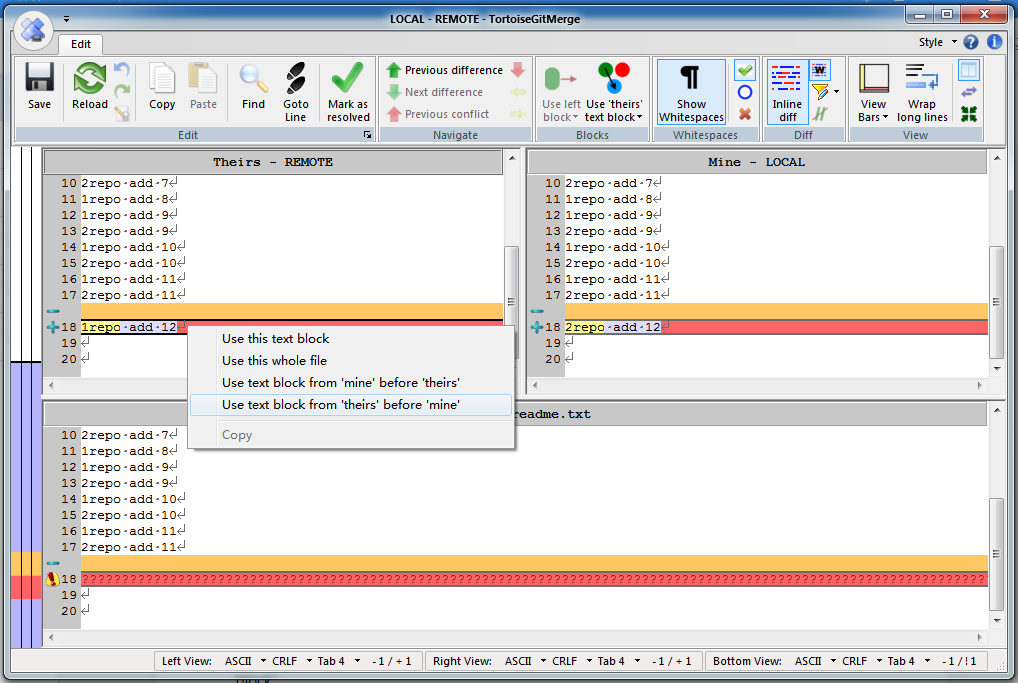 LOCAL - REMOTE - TortoiseGitMerge
Edit
Style
Save
Reload
Copy
Paste
Find
Goto Line
Mark as resolved
Edit
Previous difference
Next difference
Previous conflict
Navigate
Use left block
Use 'theirs' text block
Blocks
Show Whitespaces
Whitespaces
Inline diff
Diff
View Bars
Wrap long lines
View
Theirs - REMOTE
10 2repo·add·7
11 1repo·add·8
12 1repo·add·9
13 2repo·add·9
14 1repo·add·10
15 2repo·add·10
16 1repo·add·11
17 2repo·add·11
18 1repo·add·12
19
20
Mine - LOCAL
10 2repo·add·7
11 1repo·add·8
12 1repo·add·9
13 2repo·add·9
14 1repo·add·10
15 2repo·add·10
16 1repo·add·11
17 2repo·add·11
18 2repo·add·12
19
20
Use this text block
Use this whole file
Use text block from 'mine' before 'theirs'
Use text block from 'theirs' before 'mine'
Copy
readme.txt
10 2repo·add·7
11 1repo·add·8
12 1repo·add·9
13 2repo·add·9
14 1repo·add·10
15 2repo·add·10
16 1repo·add·11
17 2repo·add·11
18 ?????????????????????????????????????????????????????????????????????????????????????????????????????????????????
19
20
Left View: ASCII CRLF Tab 4 - 1 / + 1
Right View: ASCII CRLF Tab 4 - 1 / + 1
Bottom View: ASCII CRLF Tab 4 - 1 / ! 1